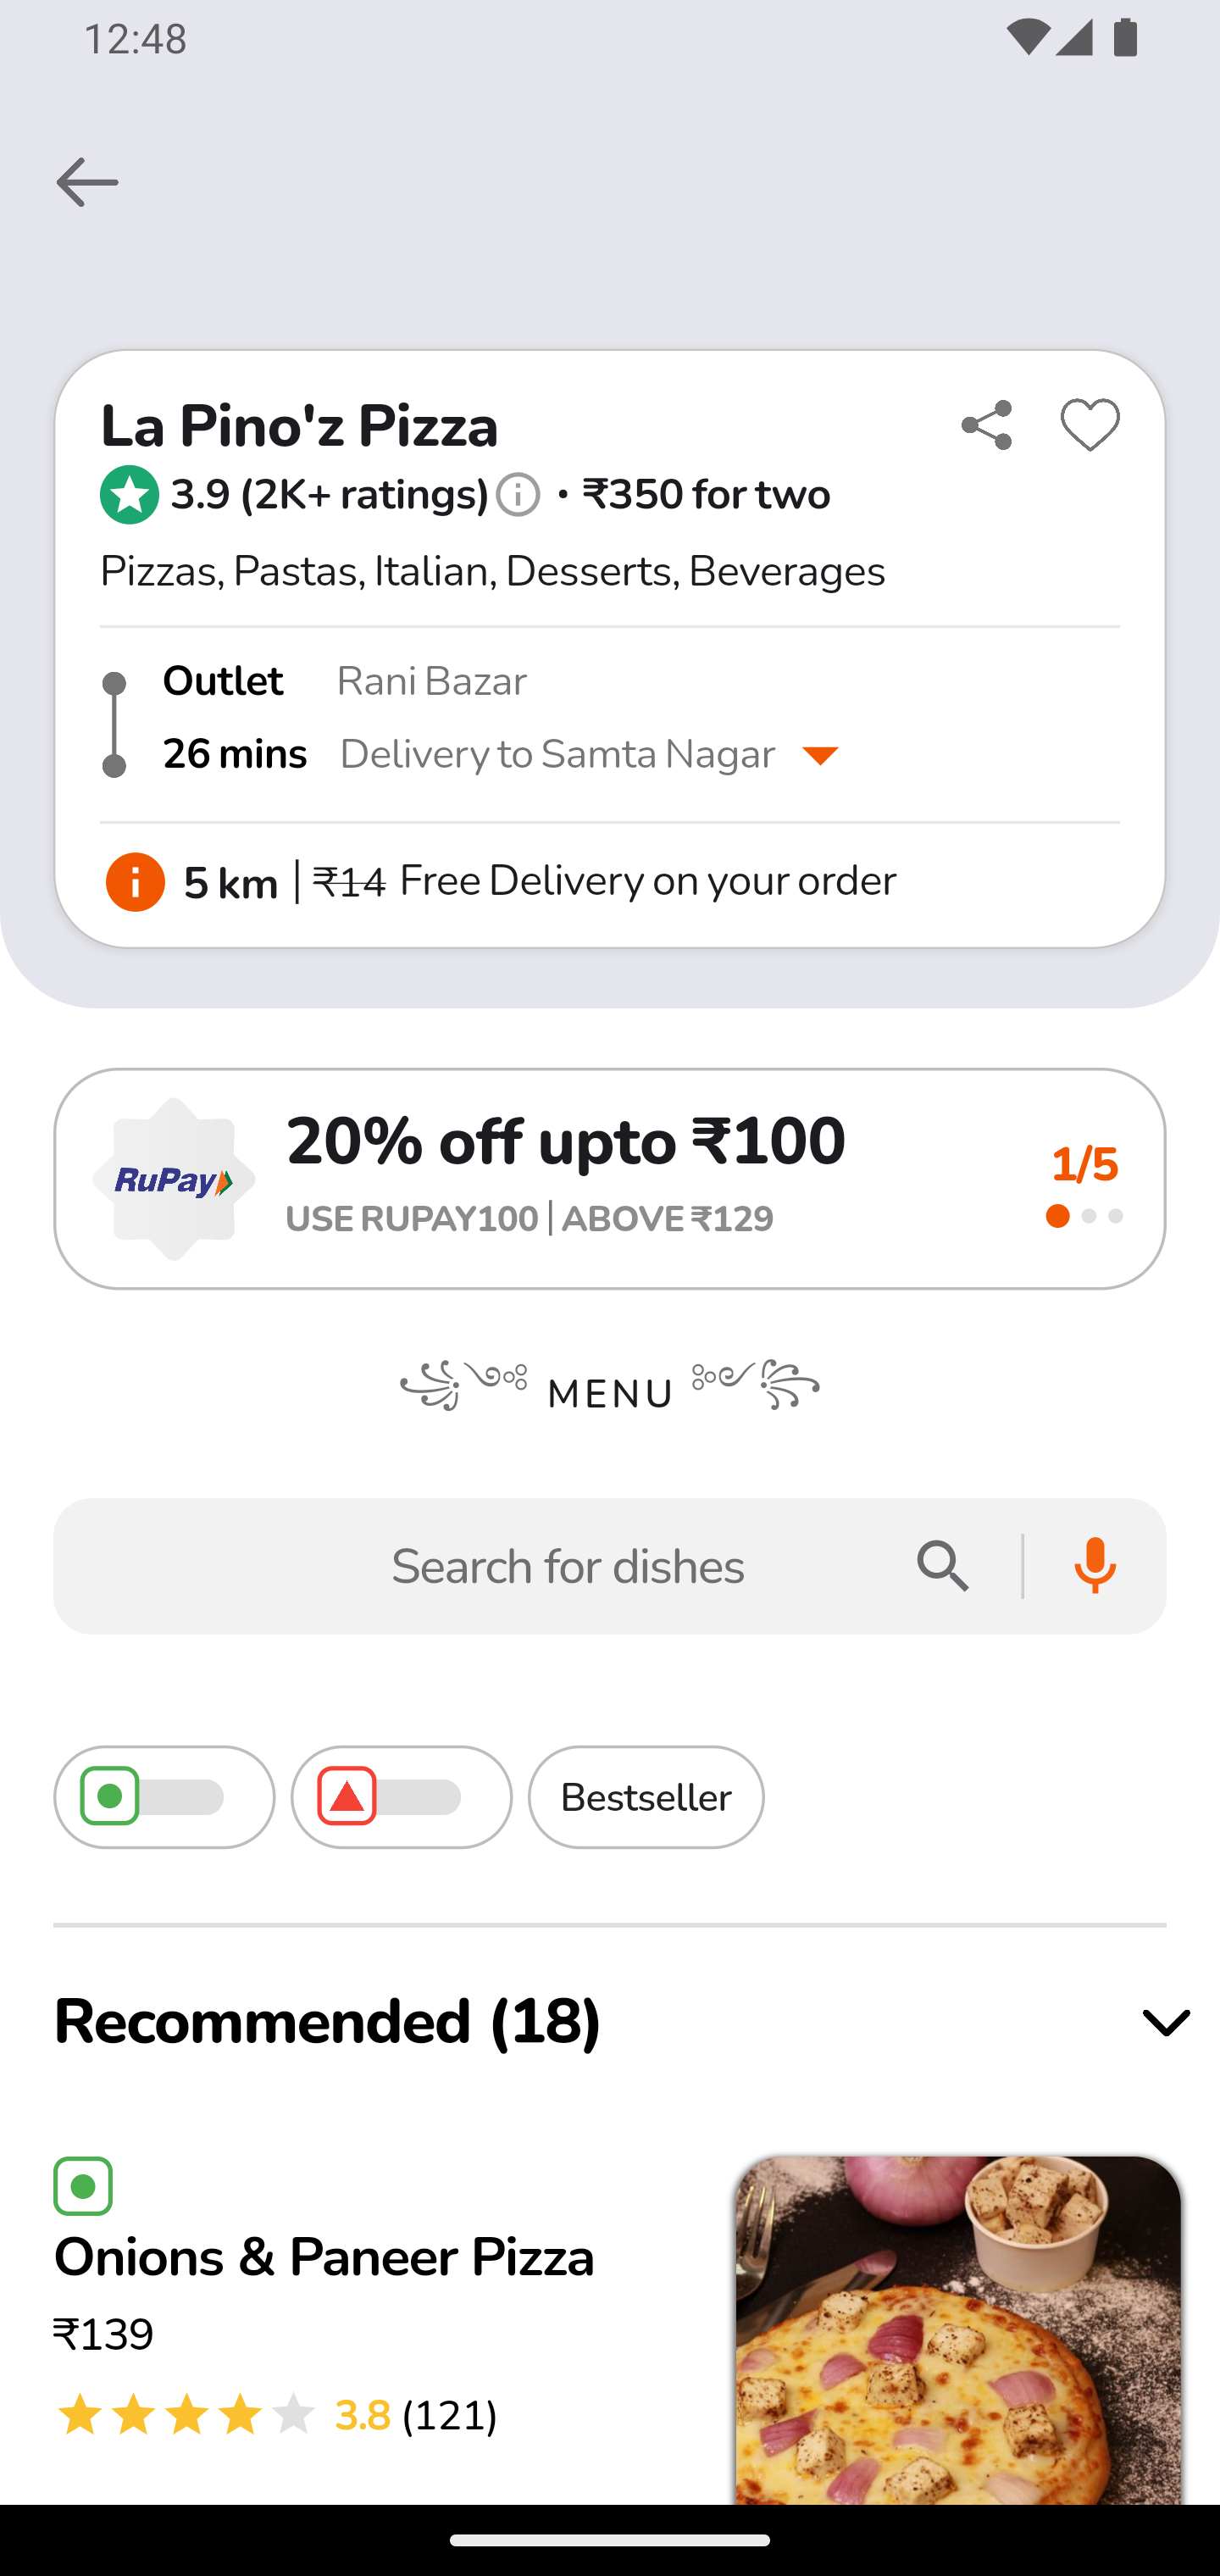 12:48
La Pino'z Pizza
3.9 (2K+ ratings) · ₹350 for two
Pizzas, Pastas, Italian, Desserts, Beverages
Outlet Rani Bazar
26 mins Delivery to Samta Nagar
5 km | ₹14 Free Delivery on your order
20% off upto ₹100
RuPay
1/5
USE RUPAY100 | ABOVE ₹129
MENU
Search for dishes
Bestseller
Recommended (18)
Onions & Paneer Pizza
₹139
3.8 (121)